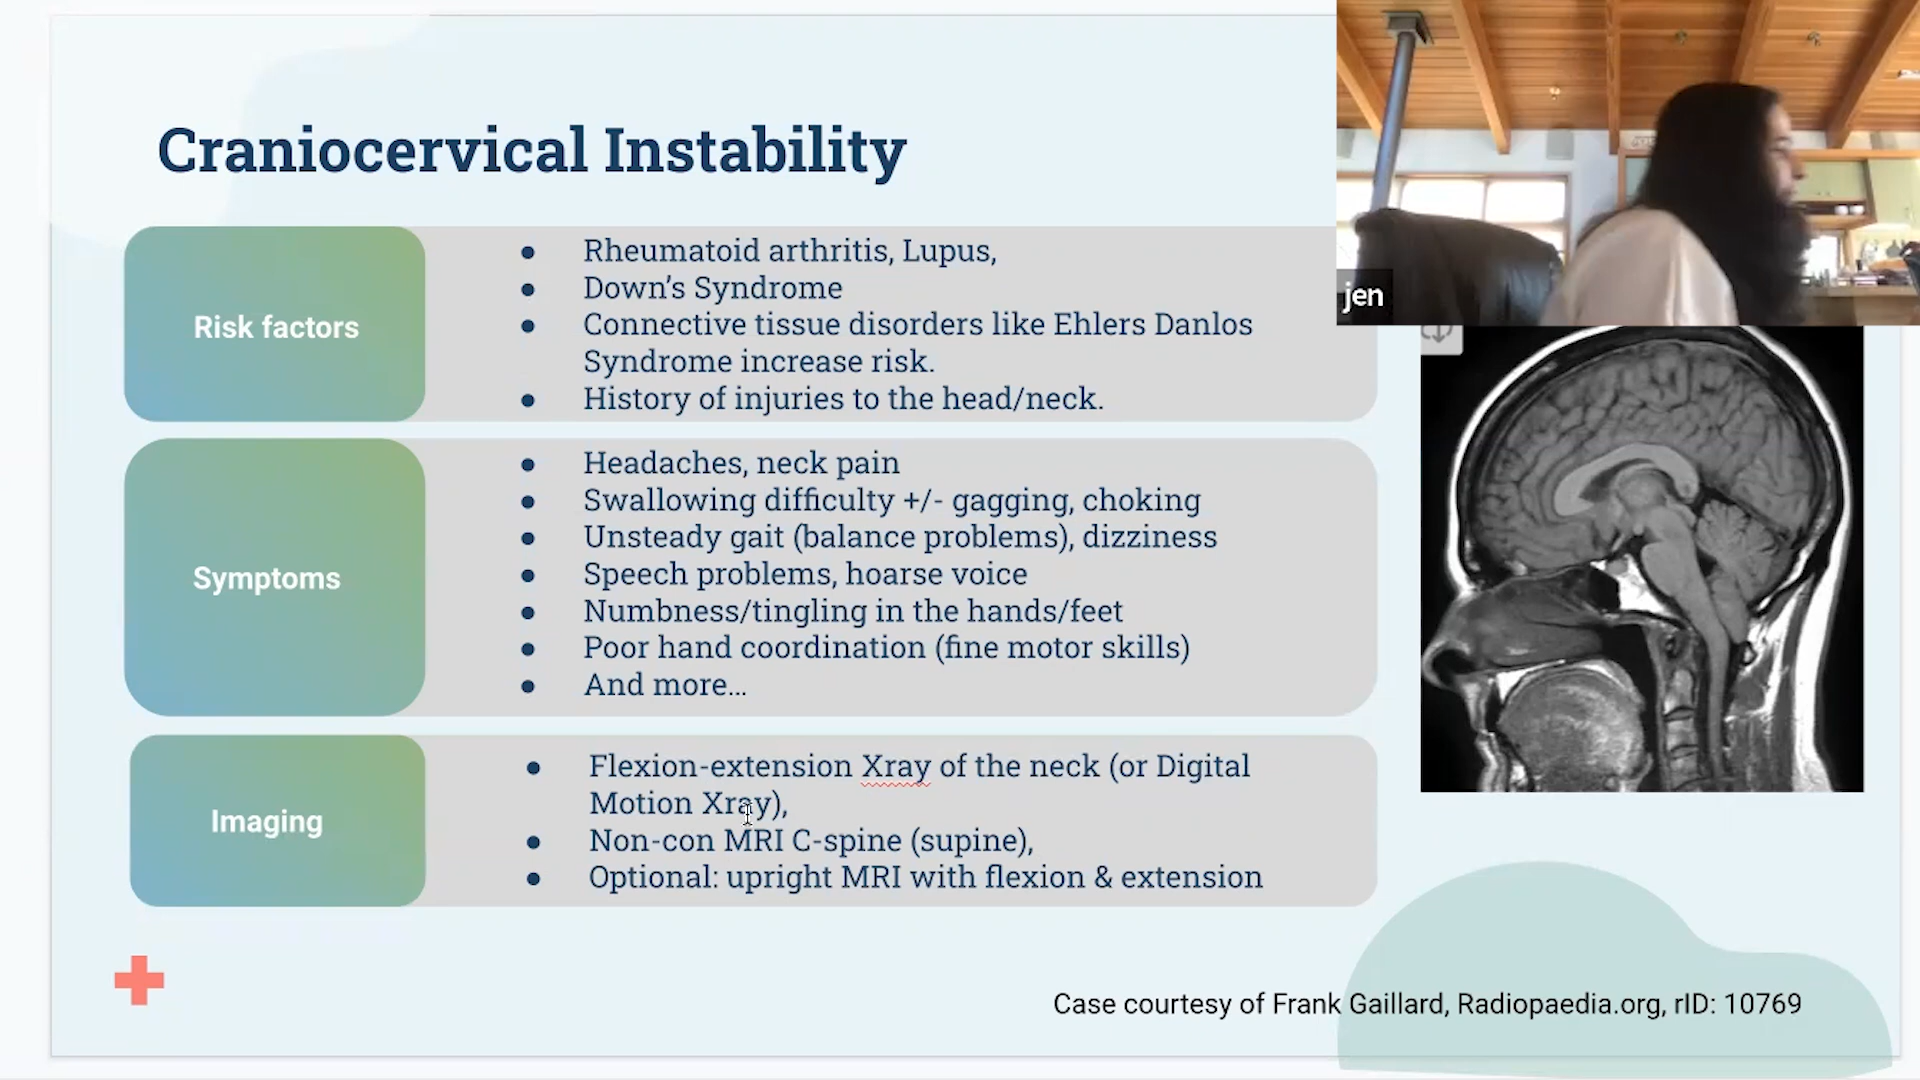 Craniocervical Instability
Risk factors
● Rheumatoid arthritis, Lupus,
● Down’s Syndrome
● Connective tissue disorders like Ehlers Danlos
Syndrome increase risk.
● History of injuries to the head/neck.
Symptoms
● Headaches, neck pain
● Swallowing difficulty +/- gagging, choking
● Unsteady gait (balance problems), dizziness
● Speech problems, hoarse voice
● Numbness/tingling in the hands/feet
● Poor hand coordination (fine motor skills)
● And more…
Imaging
● Flexion-extension Xray of the neck (or Digital
Motion Xray),
● Non-con MRI C-spine (supine),
● Optional: upright MRI with flexion & extension
jen
Case courtesy of Frank Gaillard, Radiopaedia.org, rID: 10769